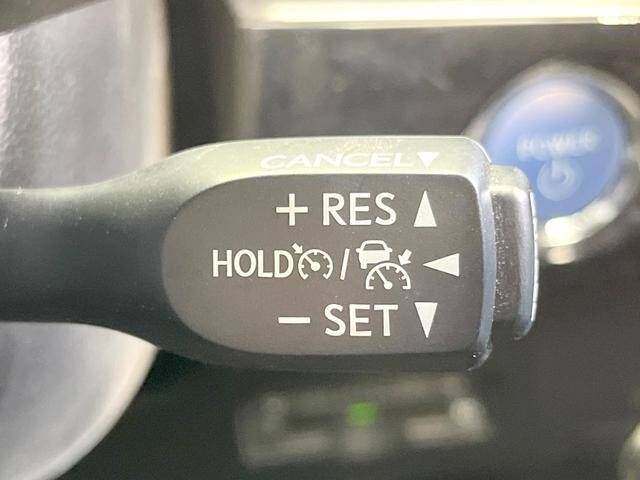 CANCEL▼
+ RES ▲
HOLD / ◀
− SET ▼
POWER